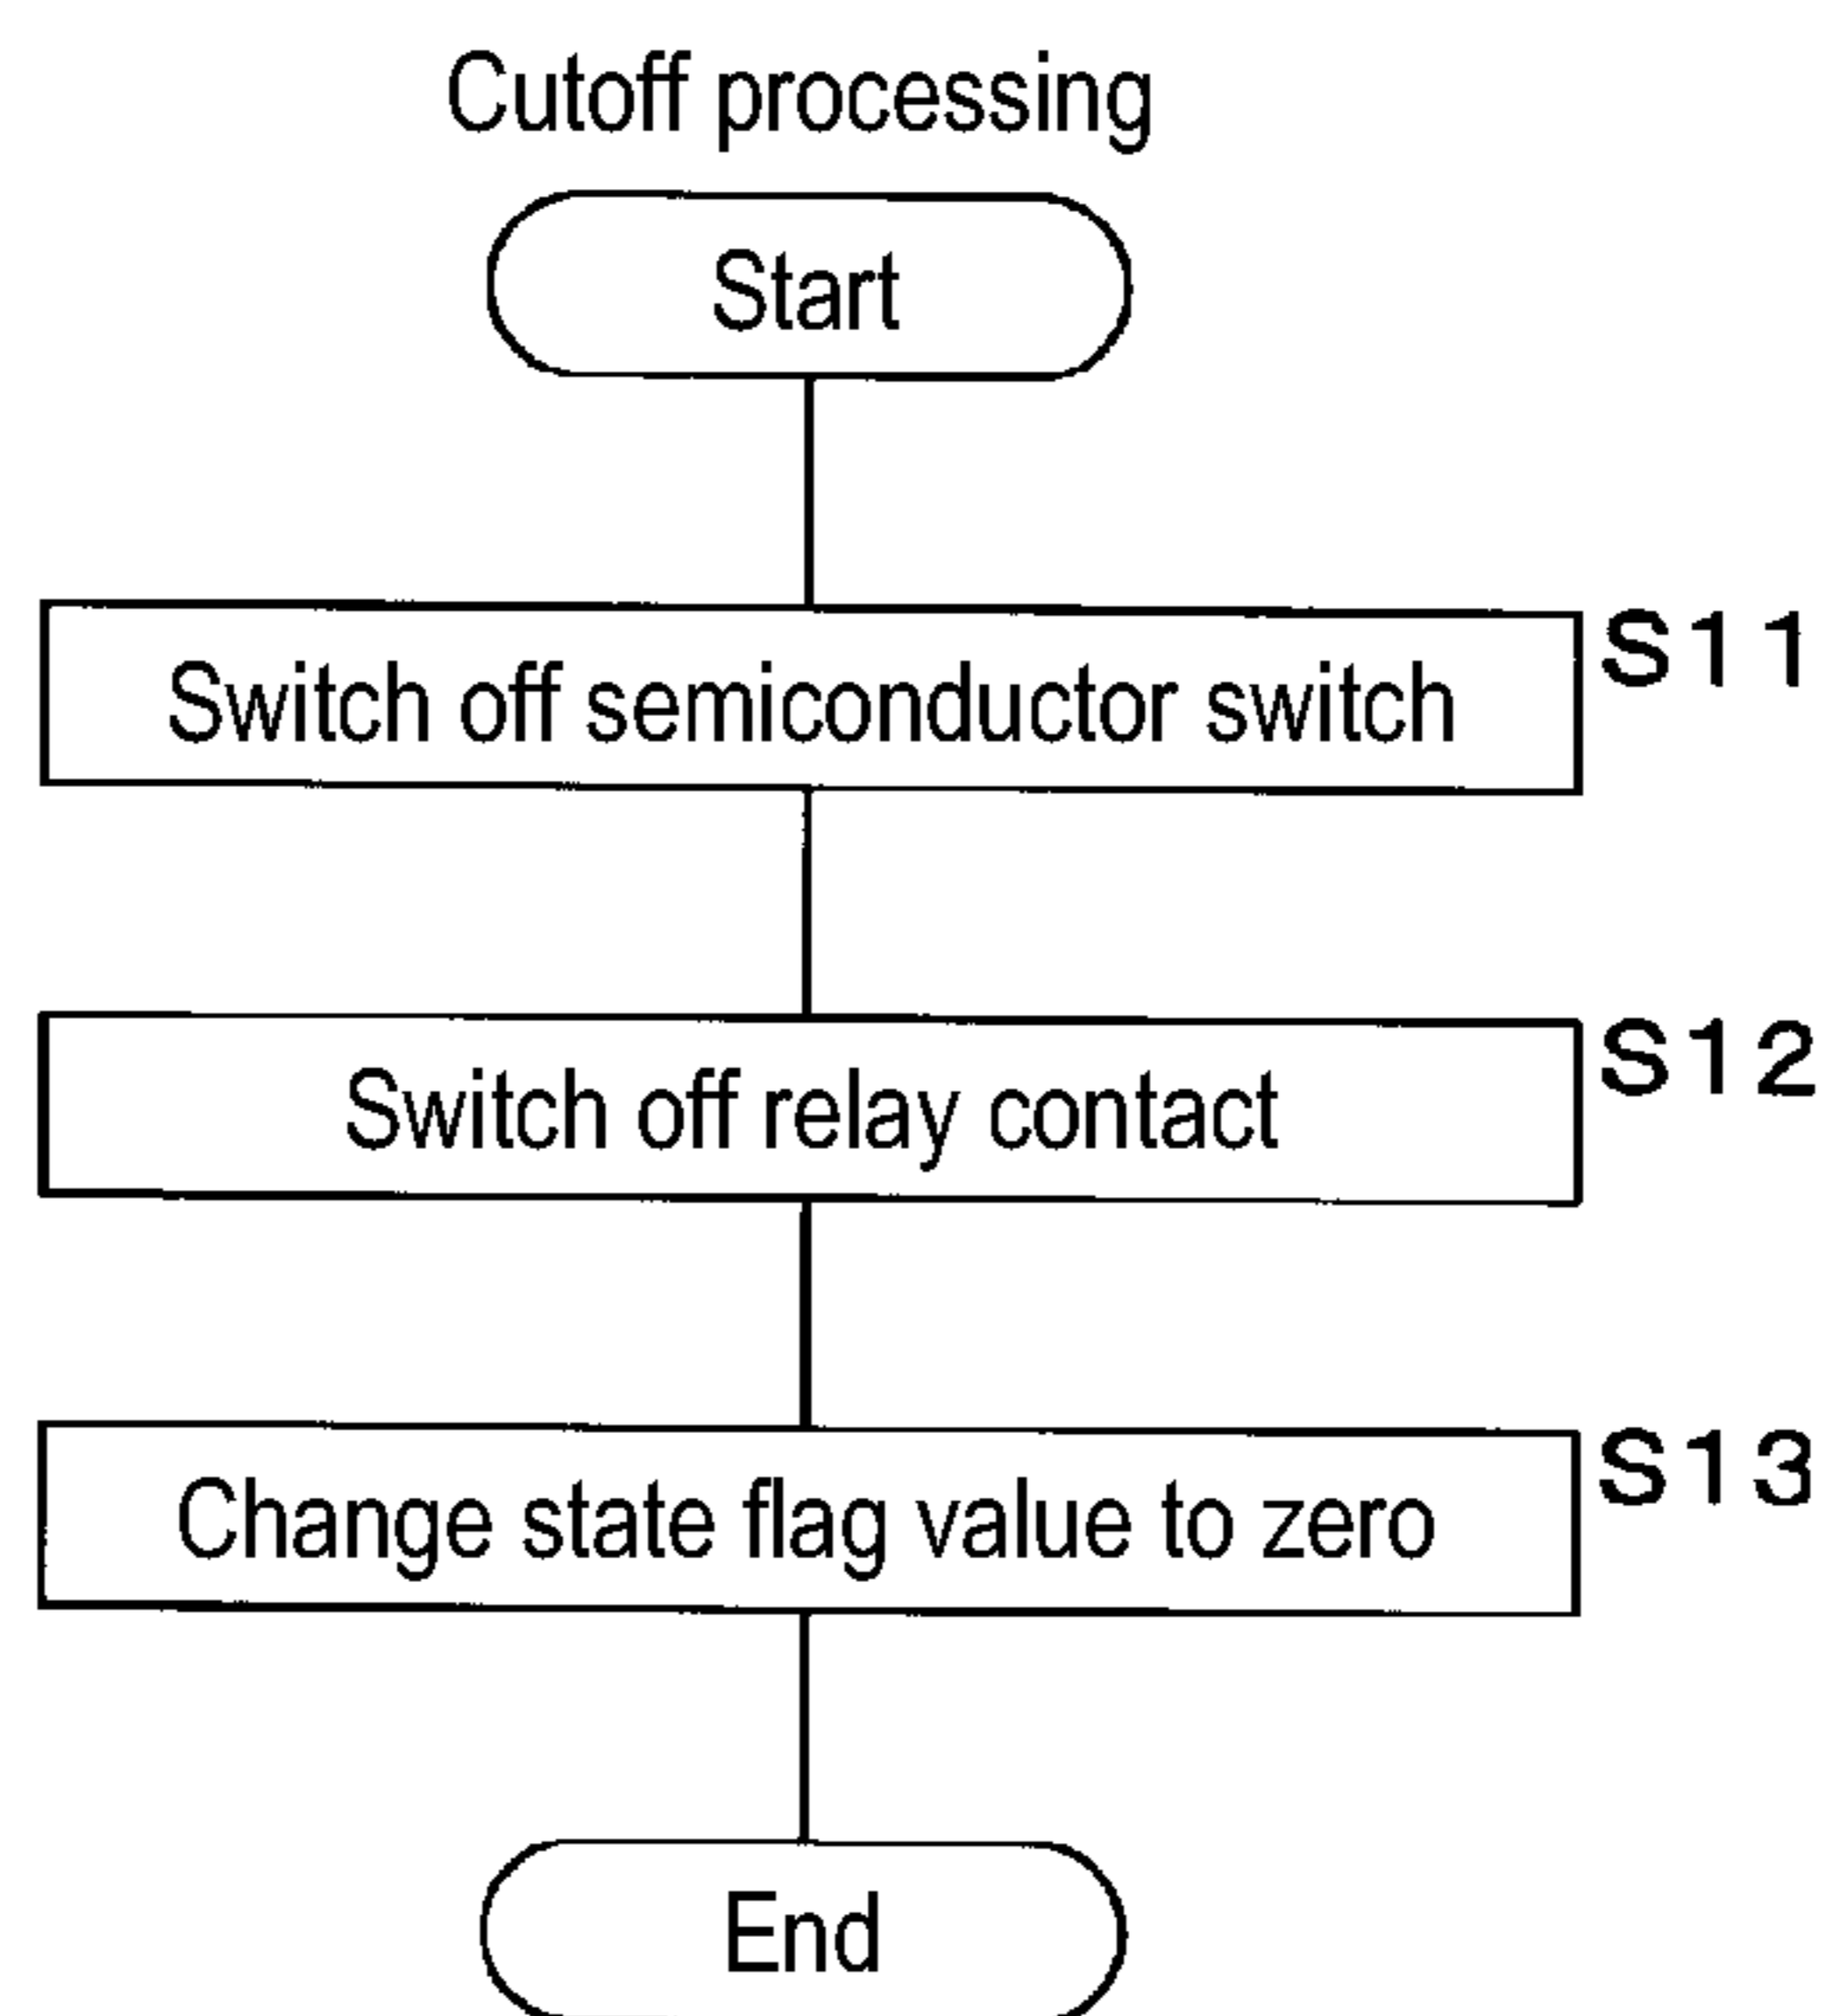 Cutoff processing
Start
Switch off semiconductor switch
S11
Switch off relay contact
S12
Change state flag value to zero
S13
End